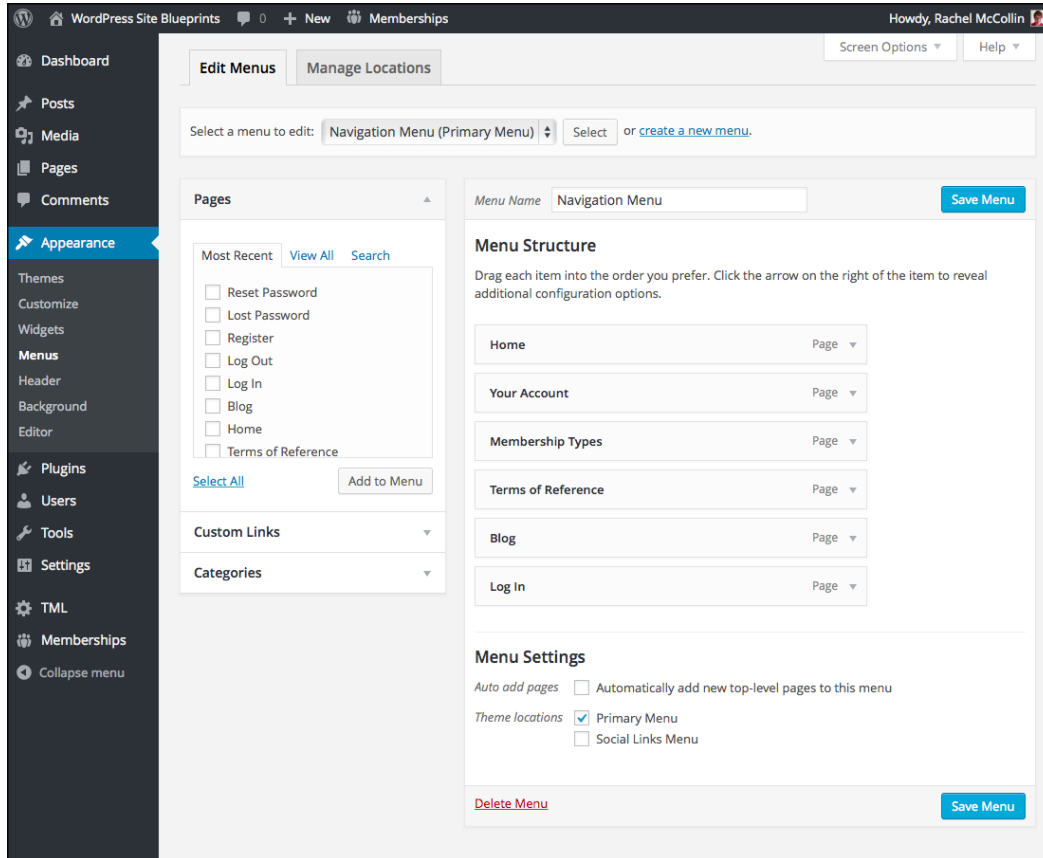 WordPress Site Blueprints 0 + New Memberships Howdy, Rachel McCollin
Screen Options Help
Dashboard
Posts
Media
Pages
Comments
Appearance
Themes
Customize
Widgets
Menus
Header
Background
Editor
Plugins
Users
Tools
Settings
TML
Memberships
Collapse menu
Edit Menus Manage Locations
Select a menu to edit: Navigation Menu (Primary Menu) Select or create a new menu.
Pages
Most Recent View All Search
Reset Password
Lost Password
Register
Log Out
Log In
Blog
Home
Terms of Reference
Select All Add to Menu
Custom Links
Categories
Menu Name Navigation Menu Save Menu
Menu Structure
Drag each item into the order you prefer. Click the arrow on the right of the item to reveal
additional configuration options.
Home Page
Your Account Page
Membership Types Page
Terms of Reference Page
Blog Page
Log In Page
Menu Settings
Auto add pages Automatically add new top-level pages to this menu
Theme locations Primary Menu
Social Links Menu
Delete Menu Save Menu